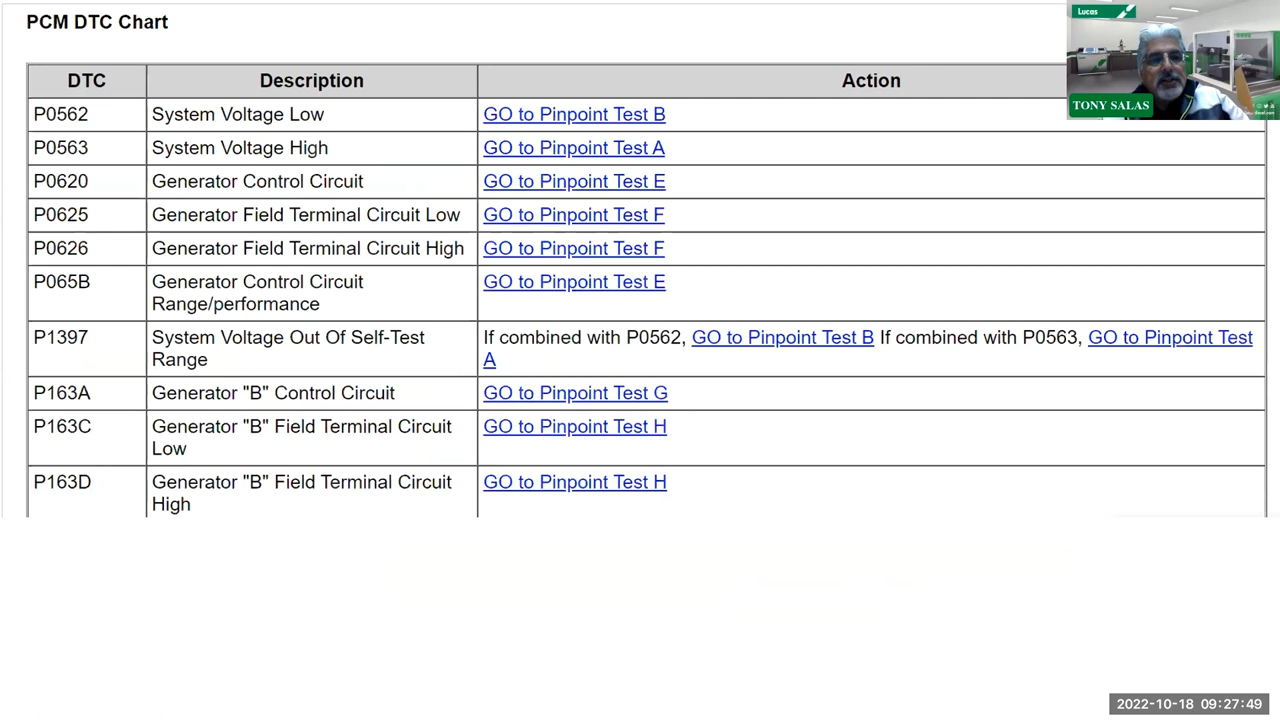 PCM DTC Chart
Lucas
DTC Description Action
P0562 System Voltage Low GO to Pinpoint Test B
TONY SALAS
P0563 System Voltage High GO to Pinpoint Test A
P0620 Generator Control Circuit GO to Pinpoint Test E
P0625 Generator Field Terminal Circuit Low GO to Pinpoint Test F
P0626 Generator Field Terminal Circuit High GO to Pinpoint Test F
P065B Generator Control Circuit GO to Pinpoint Test E
Range/performance
P1397 System Voltage Out Of Self-Test If combined with P0562, GO to Pinpoint Test B If combined with P0563, GO to Pinpoint Test
Range A
P163A Generator "B" Control Circuit GO to Pinpoint Test G
P163C Generator "B" Field Terminal Circuit GO to Pinpoint Test H
Low
P163D Generator "B" Field Terminal Circuit GO to Pinpoint Test H
High
2022-10-18 09:27:49